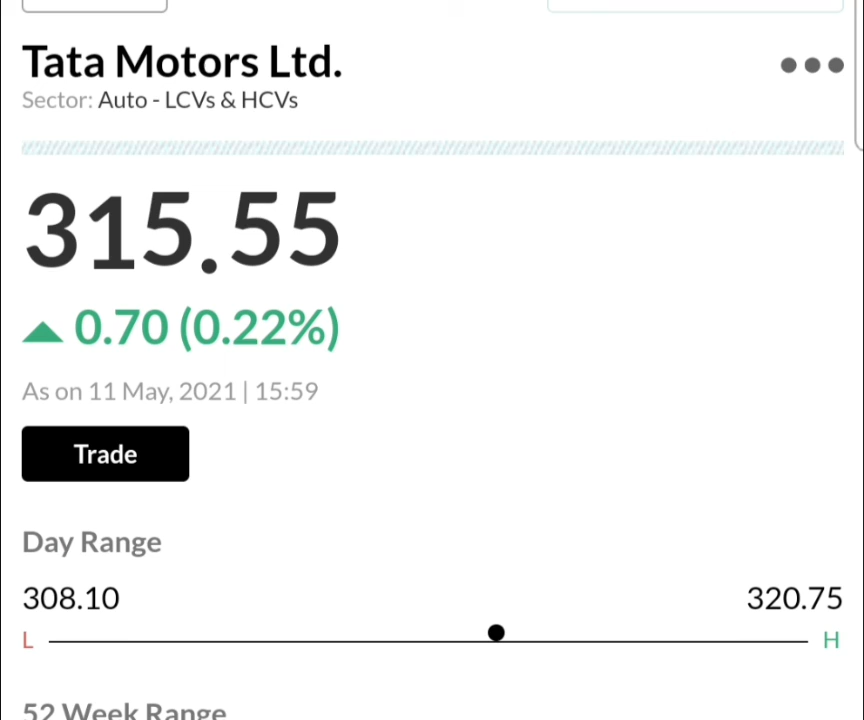 Tata Motors Ltd.
Sector: Auto - LCVs & HCVs
315.55
0.70 (0.22%)
As on 11 May, 2021 | 15:59
Trade
Day Range
308.10 320.75
L H
52 Week Range